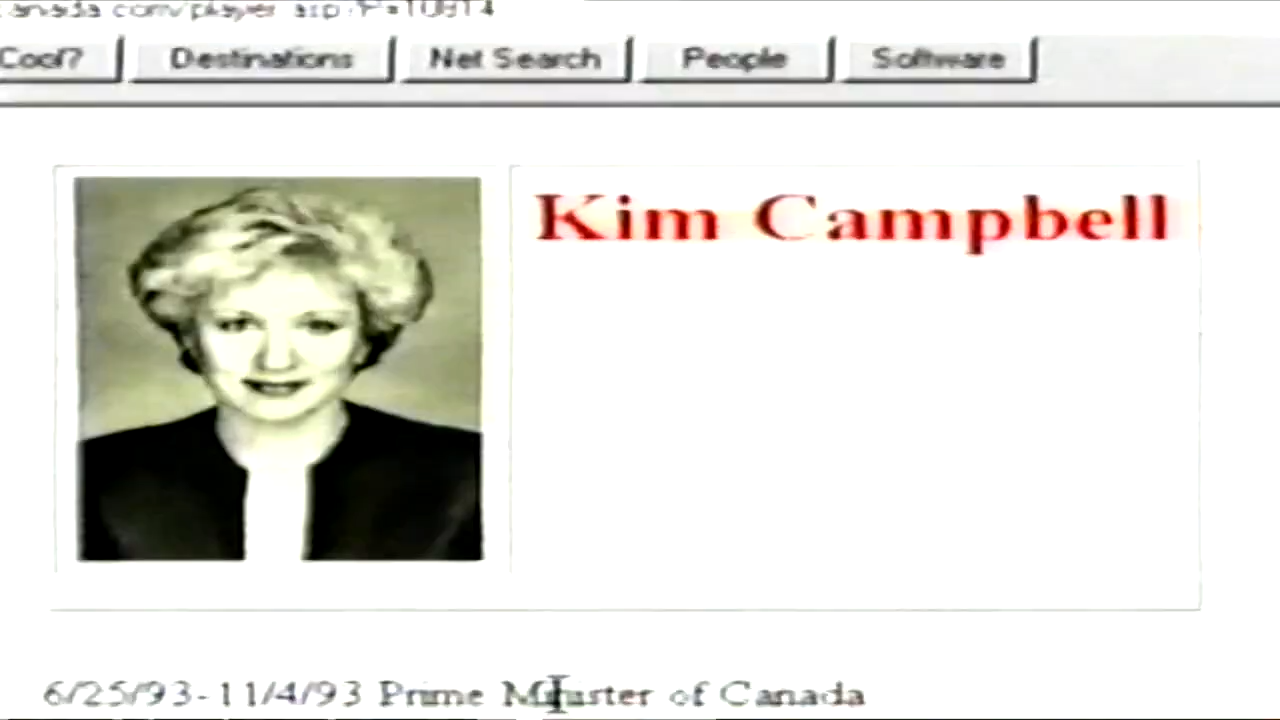 Cool?
Destinations
Net Search
People
Software
Kim Campbell
6/25/93-11/4/93 Prime Minister of Canada